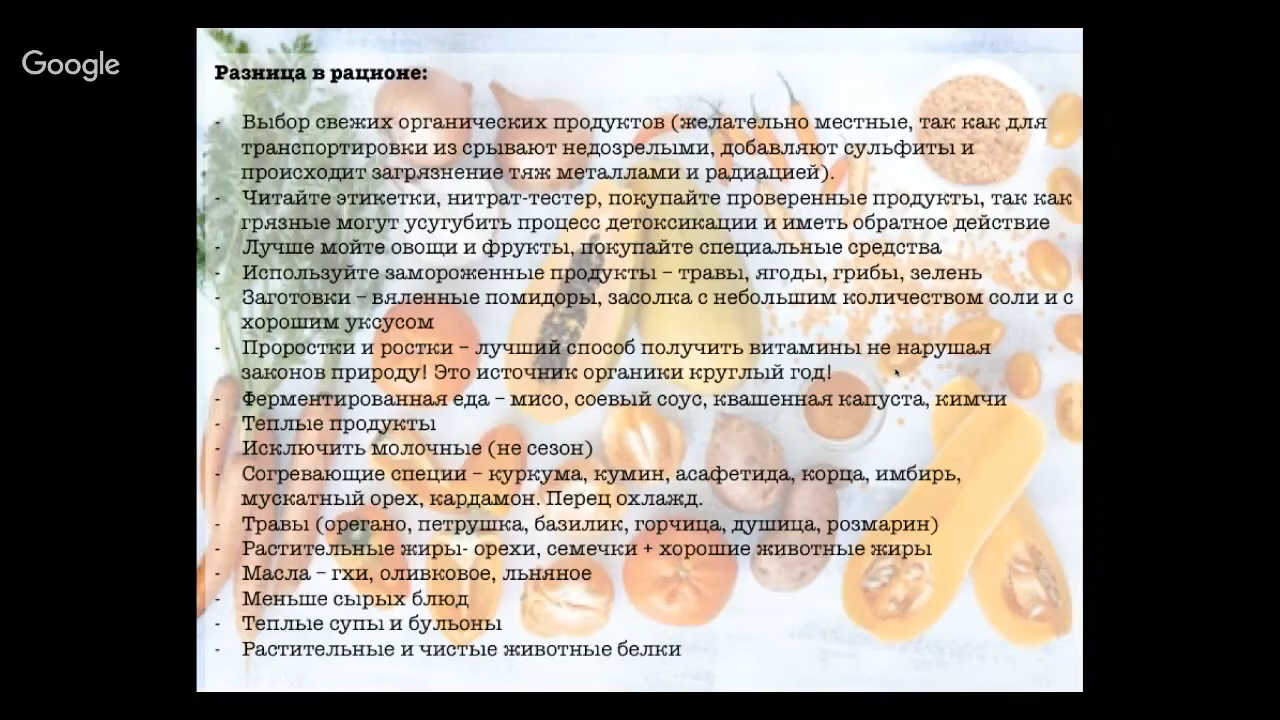 Google
Разница в рационе:
- Выбор свежих органических продуктов (желательно местные, так как для
транспортировки из срывают недозрелыми, добавляют сульфиты и
происходит загрязнение тяж металлами и радиацией).
- Читайте этикетки, нитрат-тестер, покупайте проверенные продукты, так как
грязные могут усугубить процесс детоксикации и иметь обратное действие
- Лучше мойте овощи и фрукты, покупайте специальные средства
- Используйте замороженные продукты – травы, ягоды, грибы, зелень
- Заготовки – вяленные помидоры, засолка с небольшим количеством соли и с
хорошим уксусом
- Проростки и ростки – лучший способ получить витамины не нарушая
законов природу! Это источник органики круглый год!
- Ферментированная еда – мисо, соевый соус, квашенная капуста, кимчи
- Теплые продукты
- Исключить молочные (не сезон)
- Согревающие специи – куркума, кумин, асафетида, корца, имбирь,
мускатный орех, кардамон. Перец охлажд.
- Травы (орегано, петрушка, базилик, горчица, душица, розмарин)
- Растительные жиры- орехи, семечки + хорошие животные жиры
- Масла – гхи, оливковое, льняное
- Меньше сырых блюд
- Теплые супы и бульоны
- Растительные и чистые животные белки